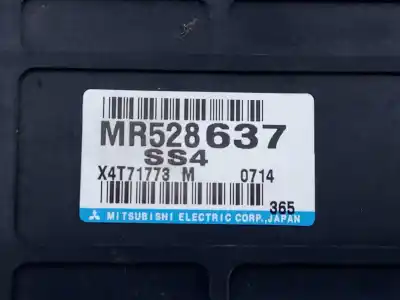 MR528637
SS4
X4T71773 M 0714
365
MITSUBISHI ELECTRIC CORP.,JAPAN